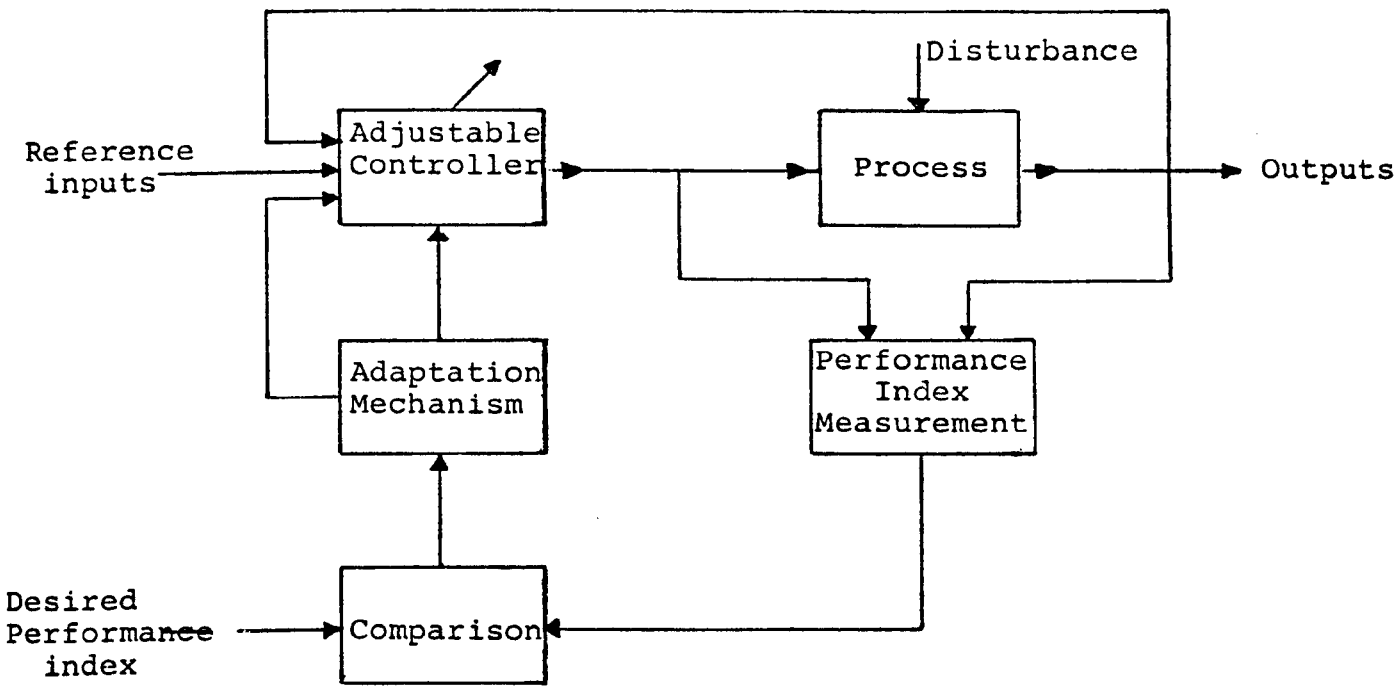 Disturbance
Reference
inputs
Adjustable
Controller
Process
Outputs
Adaptation
Mechanism
Performance
Index
Measurement
Desired
Performance
index
Comparison